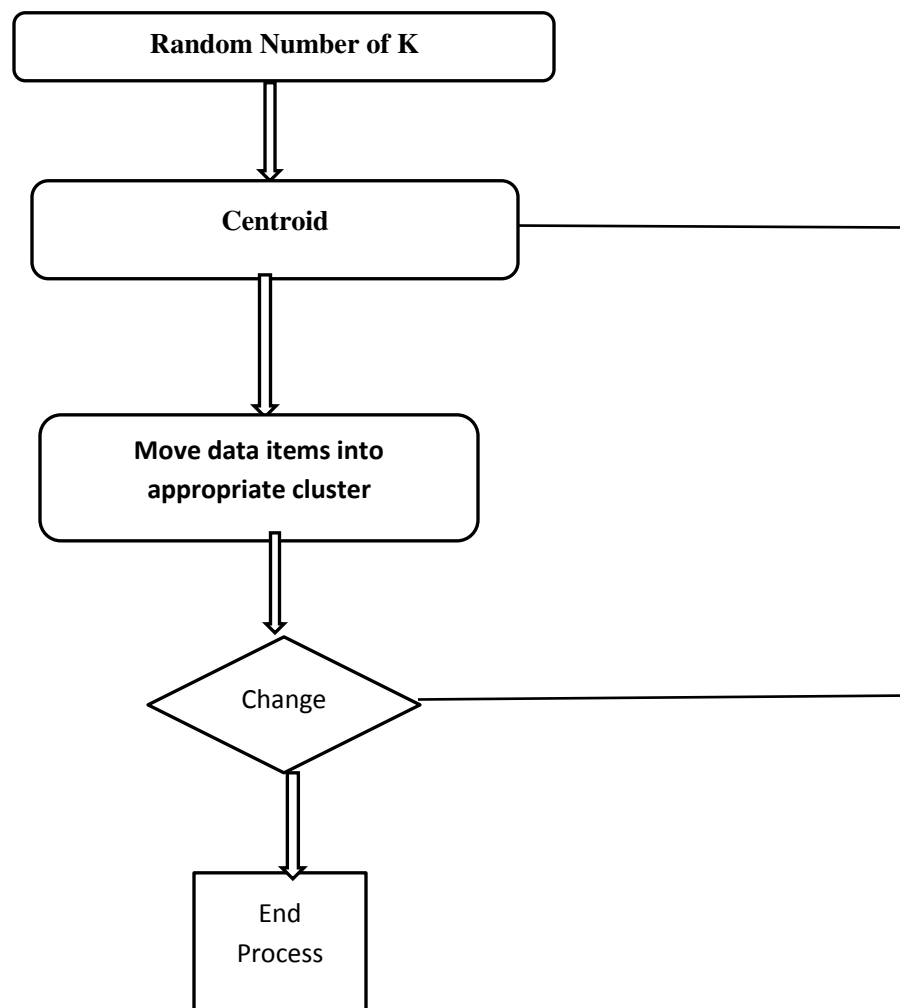 Random Number of K
Centroid
Move data items into
appropriate cluster
Change
End
Process